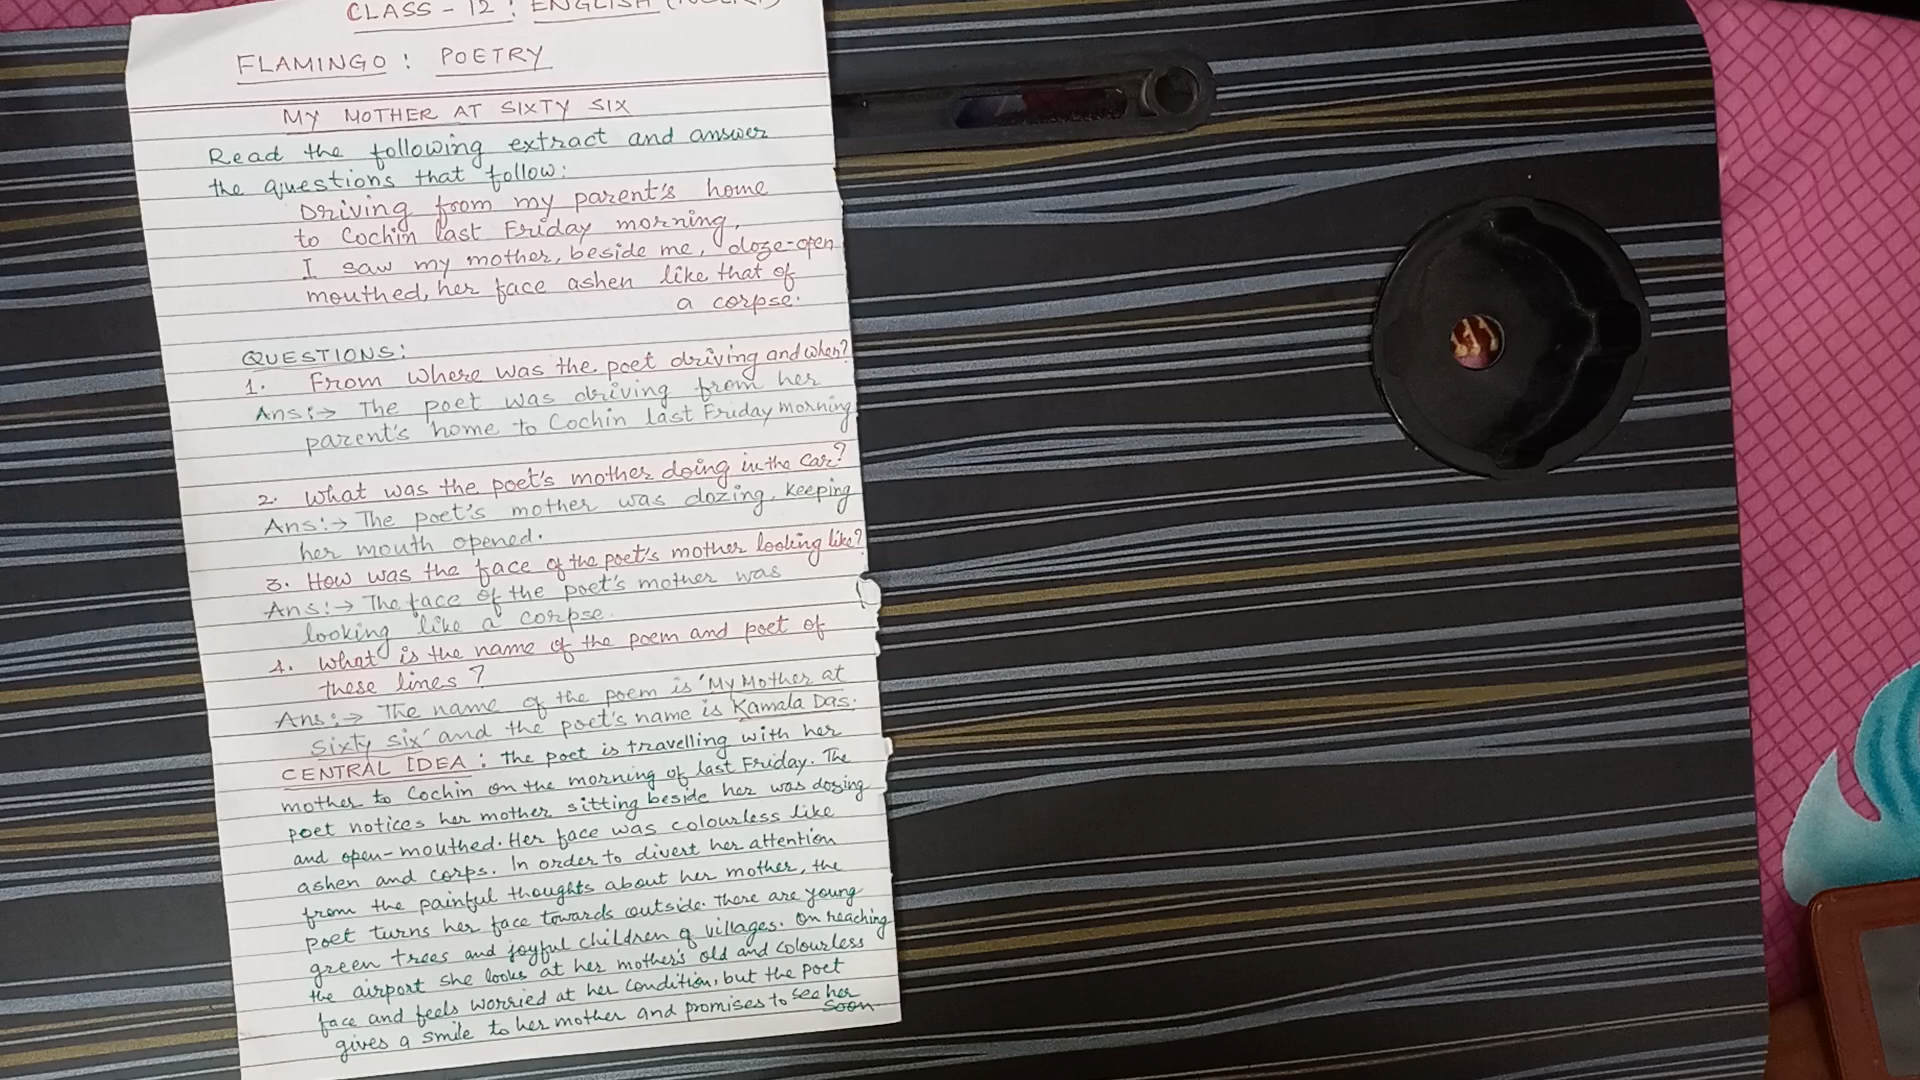 CLASS - 12 : ENGLISH
FLAMINGO : POETRY
MY MOTHER AT SIXTY SIX
Read the following extract and answer
the questions that follow:
Driving from my parent's home
to Cochin last Friday morning,
I saw my mother, beside me, doze-open
mouthed, her face ashen like that of
a corpse.
QUESTIONS:
1. From where was the poet driving and when?
Ans:→ The poet was driving from her
parent's home to Cochin last Friday morning
2. What was the poet's mother doing in the car?
Ans:→ The poet's mother was dozing, keeping
her mouth opened.
3. How was the face of the poet's mother looking like?
Ans:→ The face of the poet's mother was
looking like a corpse.
4. What is the name of the poem and poet of
these lines?
Ans:→ The name of the poem is 'My Mother at
Sixty six' and the poet's name is Kamala Das.
CENTRAL IDEA : The poet is travelling with her
mother to Cochin on the morning of last Friday. The
poet notices her mother sitting beside her was dozing
and open-mouthed. Her face was colourless like
ashen and corps. In order to divert her attention
from the painful thoughts about her mother, the
poet turns her face towards outside. There are young
green trees and joyful children of villages. On reaching
the airport she looks at her mother's old and colourless
face and feels worried at her condition, but the poet
gives a smile to her mother and promises to see her
soon